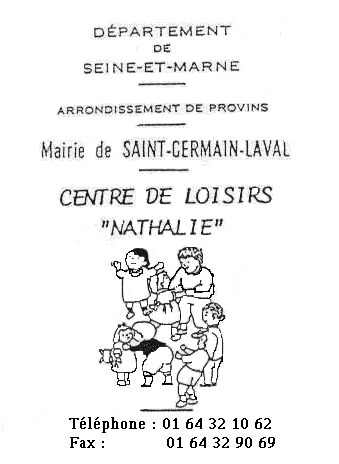 DÉPARTEMENT
DE
SEINE-ET-MARNE
ARRONDISSEMENT DE PROVINS
Mairie de SAINT-GERMAIN-LAVAL
CENTRE DE LOISIRS
"NATHALIE"
Téléphone : 01 64 32 10 62
Fax : 01 64 32 90 69